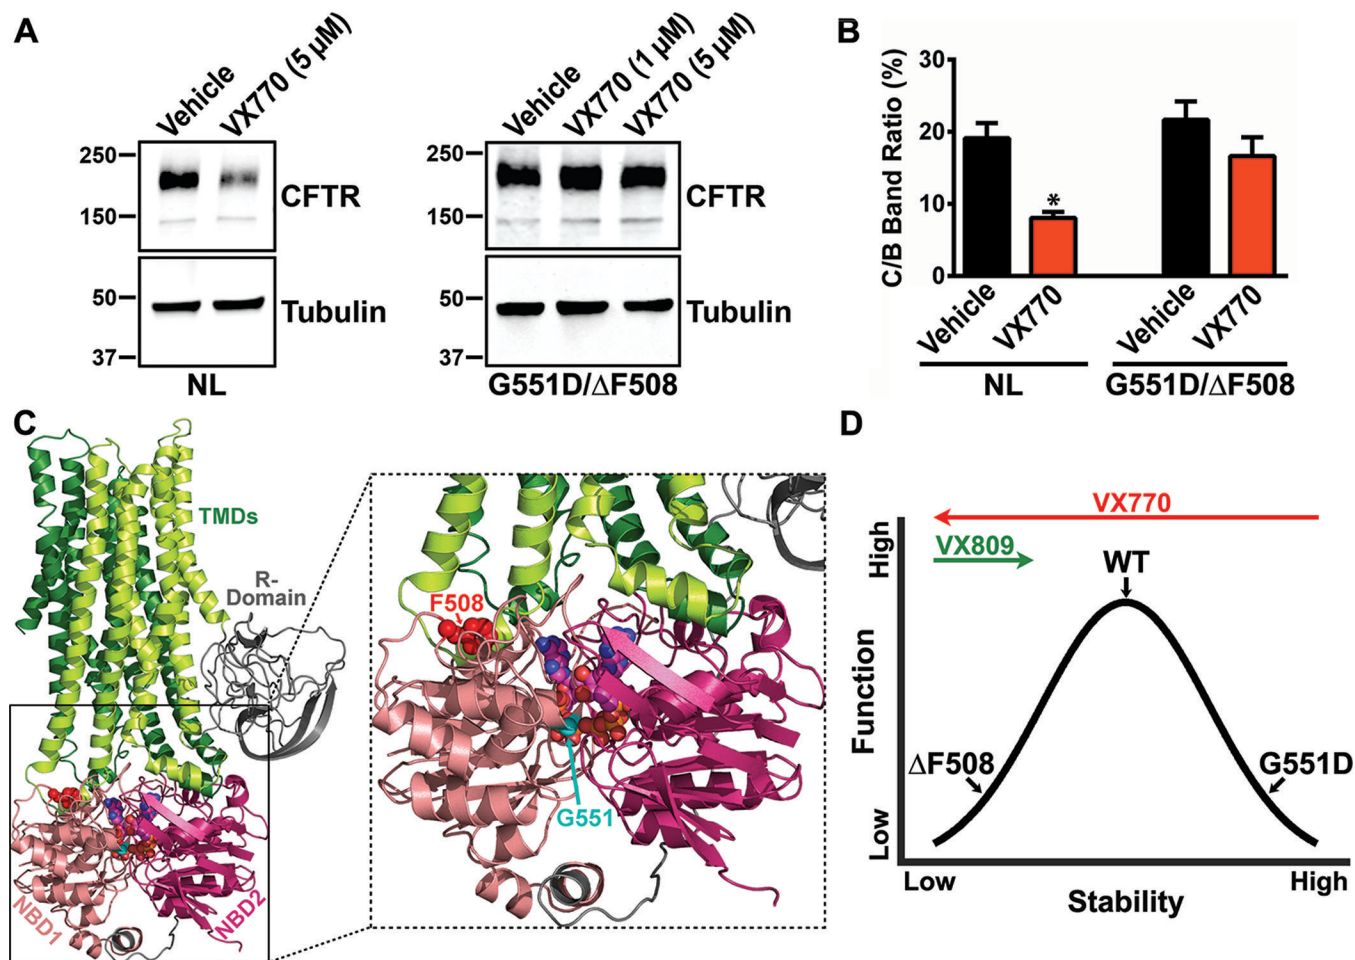 A
Vehicle
VX770 (5 µM)
250
150
CFTR
50
37
Tubulin
NL
Vehicle
VX770 (1 µM)
VX770 (5 µM)
250
150
CFTR
50
37
Tubulin
G551D/ΔF508
B
C/B Band Ratio (%)
30
20
10
0
*
Vehicle
VX770
Vehicle
VX770
NL
G551D/ΔF508
C
TMDs
R-
Domain
NBD1
NBD2
F508
G551
D
VX770
VX809
WT
ΔF508
G551D
Function
High
Low
Low
High
Stability